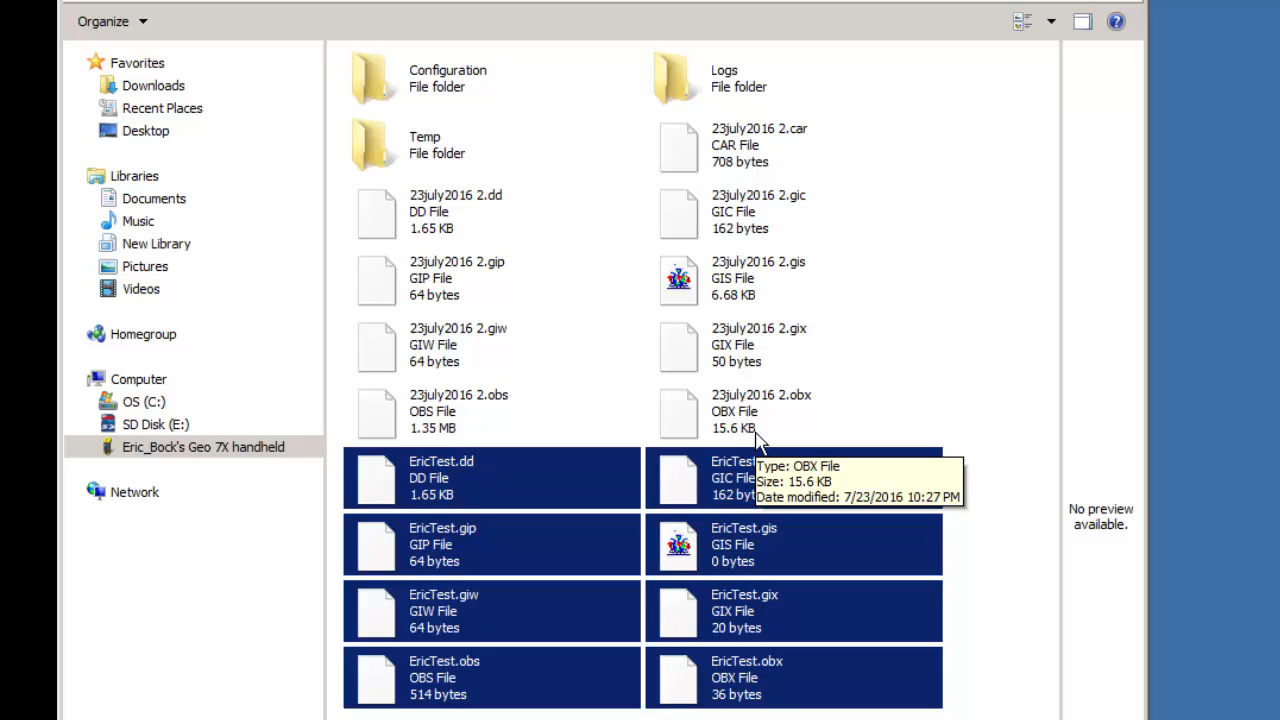 Organize
Favorites
Downloads
Recent Places
Desktop
Libraries
Documents
Music
New Library
Pictures
Videos
Homegroup
Computer
OS (C:)
SD Disk (E:)
Eric_Bock's Geo 7X handheld
Network
Configuration
File folder
Logs
File folder
Temp
File folder
23july2016 2.car
CAR File
708 bytes
23july2016 2.dd
DD File
1.65 KB
23july2016 2.gic
GIC File
162 bytes
23july2016 2.gip
GIP File
64 bytes
23july2016 2.gis
GIS File
6.68 KB
23july2016 2.giw
GIW File
64 bytes
23july2016 2.gix
GIX File
50 bytes
23july2016 2.obs
OBS File
1.35 MB
23july2016 2.obx
OBX File
15.6 KB
EricTest.dd
DD File
1.65 KB
EricTest
GIC File
162 byt
Type: OBX File
Size: 15.6 KB
Date modified: 7/23/2016 10:27 PM
EricTest.gip
GIP File
64 bytes
EricTest.gis
GIS File
0 bytes
EricTest.giw
GIW File
64 bytes
EricTest.gix
GIX File
20 bytes
EricTest.obs
OBS File
514 bytes
EricTest.obx
OBX File
36 bytes
No preview
available.